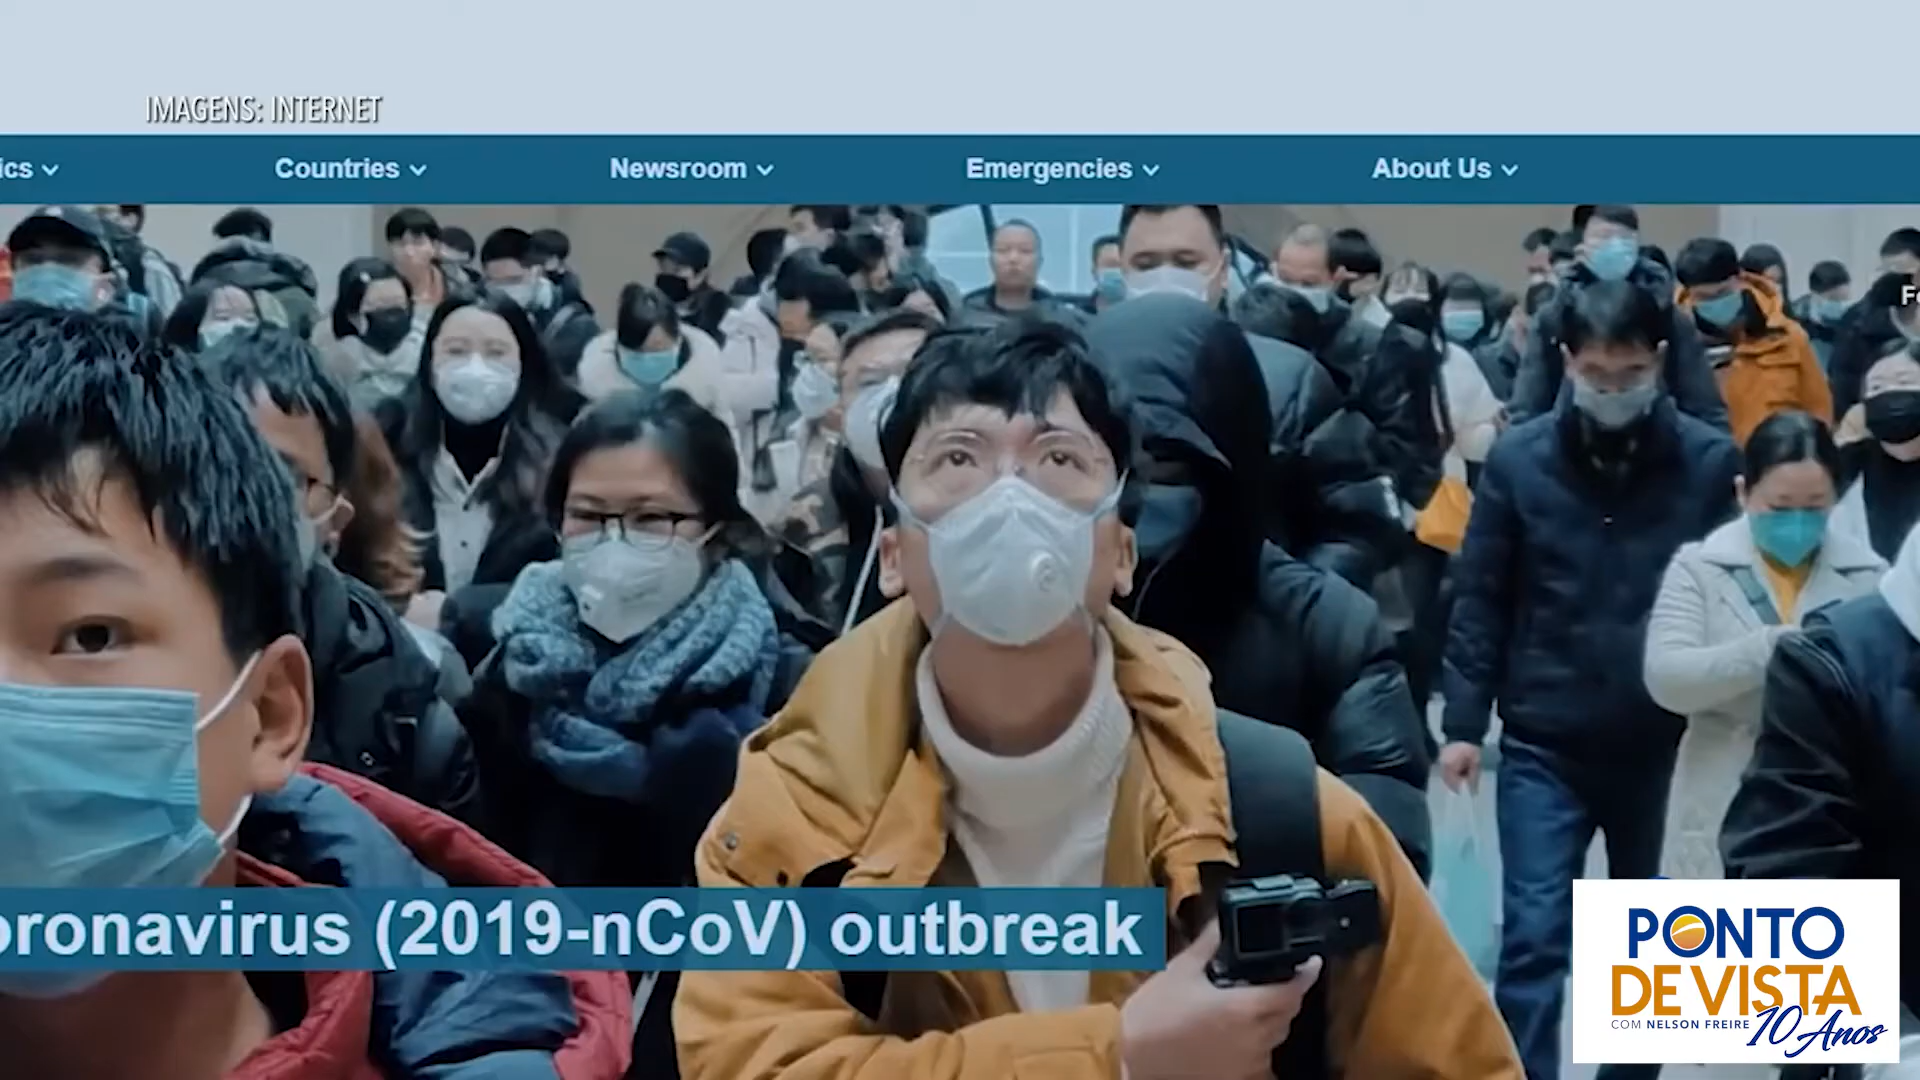 IMAGENS: INTERNET
ics Countries Newsroom Emergencies About Us
oronavirus (2019-nCoV) outbreak
PONTO
DE VISTA
COM NELSON FREIRE 10 Anos